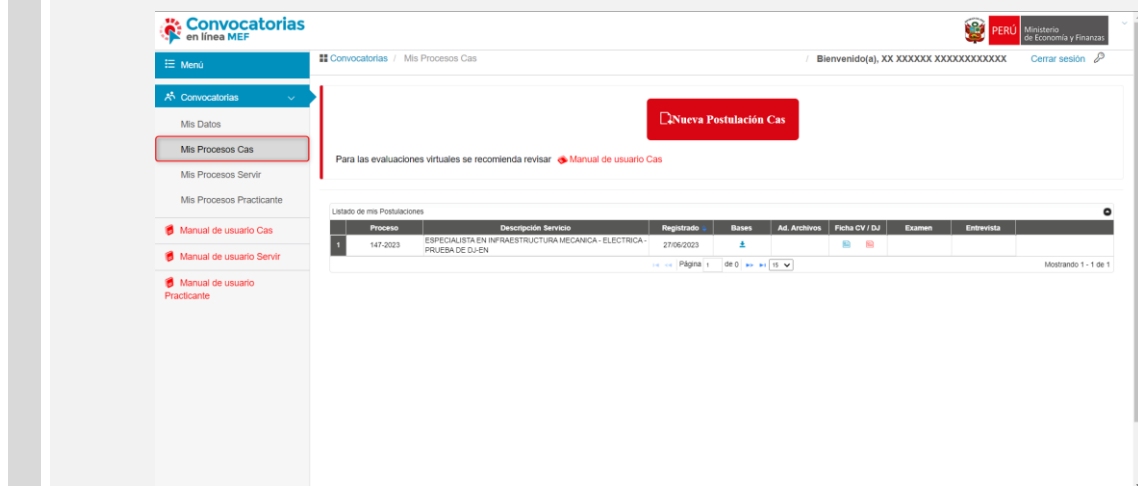 Convocatorias
en línea MEF
PERÚ Ministerio
de Economía y Finanzas
Menú
Convocatorias / Mis Procesos Cas
/ Bienvenido(a), XX XXXXXX XXXXXXXXXXXX Cerrar sesión
Convocatorias
Mis Datos
Mis Procesos Cas
Mis Procesos Servir
Mis Procesos Practicante
Manual de usuario Cas
Manual de usuario Servir
Manual de usuario
Practicante
Nueva Postulación Cas
Para las evaluaciones virtuales se recomienda revisar Manual de usuario Cas
Listado de mis Postulaciones
Proceso Descripción Servicio Registrado Bases Ad. Archivos Ficha CV / DJ Examen Entrevista
1 147-2023 ESPECIALISTA EN INFRAESTRUCTURA MECANICA - ELECTRICA -
PRUEBA DE DJ-EN 27/06/2023
Página 1 de 0 15 Mostrando 1 - 1 de 1